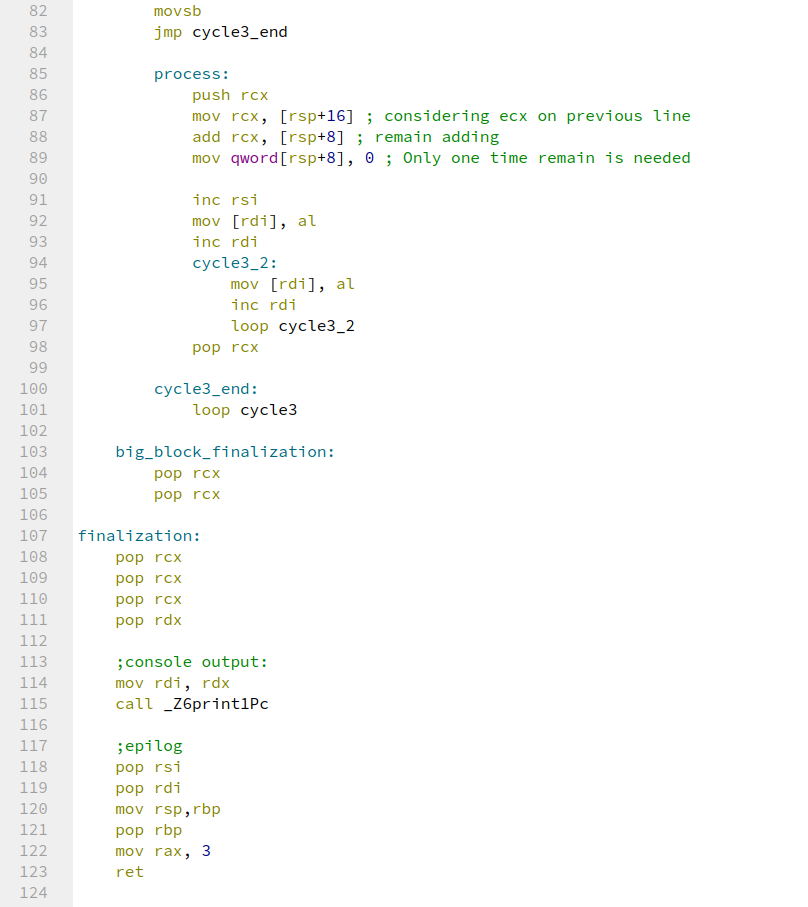 82 movsb
83 jmp cycle3_end
84
85 process:
86 push rcx
87 mov rcx, [rsp+16] ; considering ecx on previous line
88 add rcx, [rsp+8] ; remain adding
89 mov qword[rsp+8], 0 ; Only one time remain is needed
90
91 inc rsi
92 mov [rdi], al
93 inc rdi
94 cycle3_2:
95 mov [rdi], al
96 inc rdi
97 loop cycle3_2
98 pop rcx
99
100 cycle3_end:
101 loop cycle3
102
103 big_block_finalization:
104 pop rcx
105 pop rcx
106
107 finalization:
108 pop rcx
109 pop rcx
110 pop rcx
111 pop rdx
112
113 ;console output:
114 mov rdi, rdx
115 call _Z6print1Pc
116
117 ;epilog
118 pop rsi
119 pop rdi
120 mov rsp,rbp
121 pop rbp
122 mov rax, 3
123 ret
124